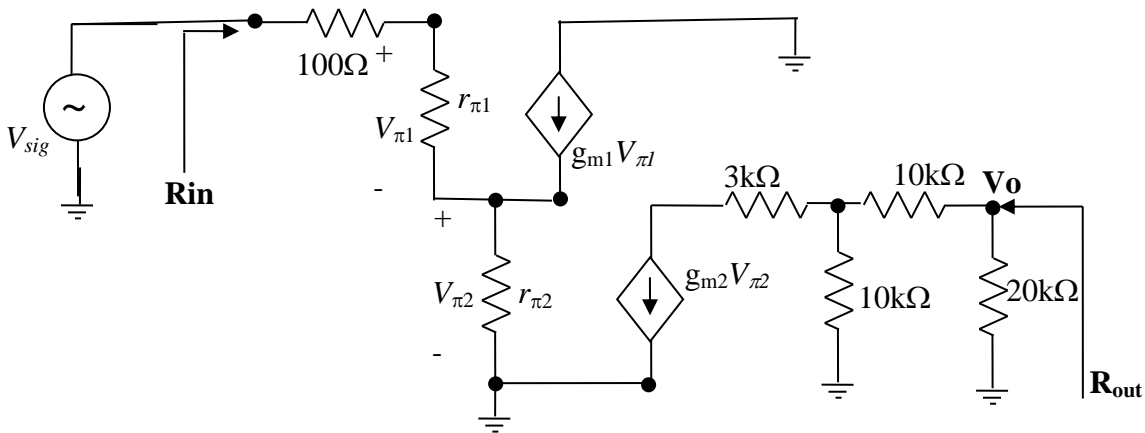 100Ω
+
~
V_sig
Rin
r_π1
V_π1
-
g_m1V_π1
3kΩ
10kΩ
Vo
+
V_π2
r_π2
g_m2V_π2
10kΩ
20kΩ
-
R_out